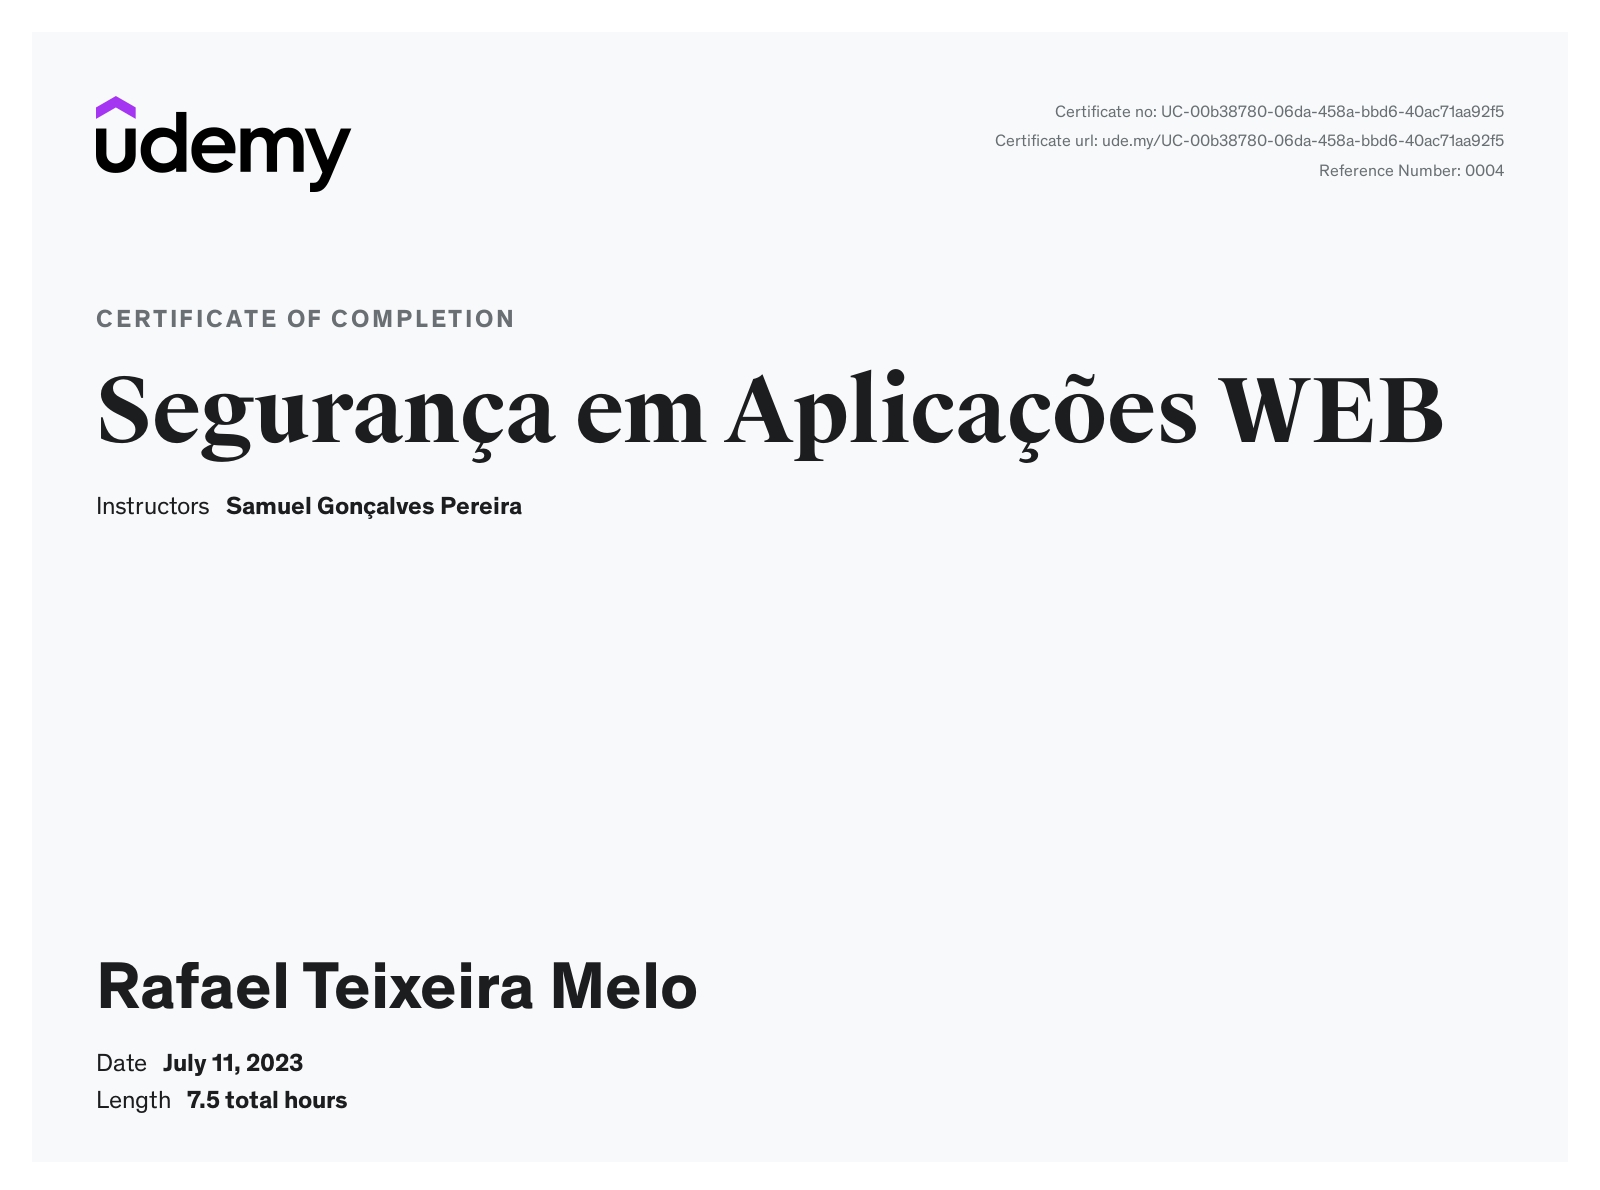 udemy
Certificate no: UC-00b38780-06da-458a-bbd6-40ac71aa92f5
Certificate url: ude.my/UC-00b38780-06da-458a-bbd6-40ac71aa92f5
Reference Number: 0004
CERTIFICATE OF COMPLETION
Segurança em Aplicações WEB
Instructors Samuel Gonçalves Pereira
Rafael Teixeira Melo
Date July 11, 2023
Length 7.5 total hours